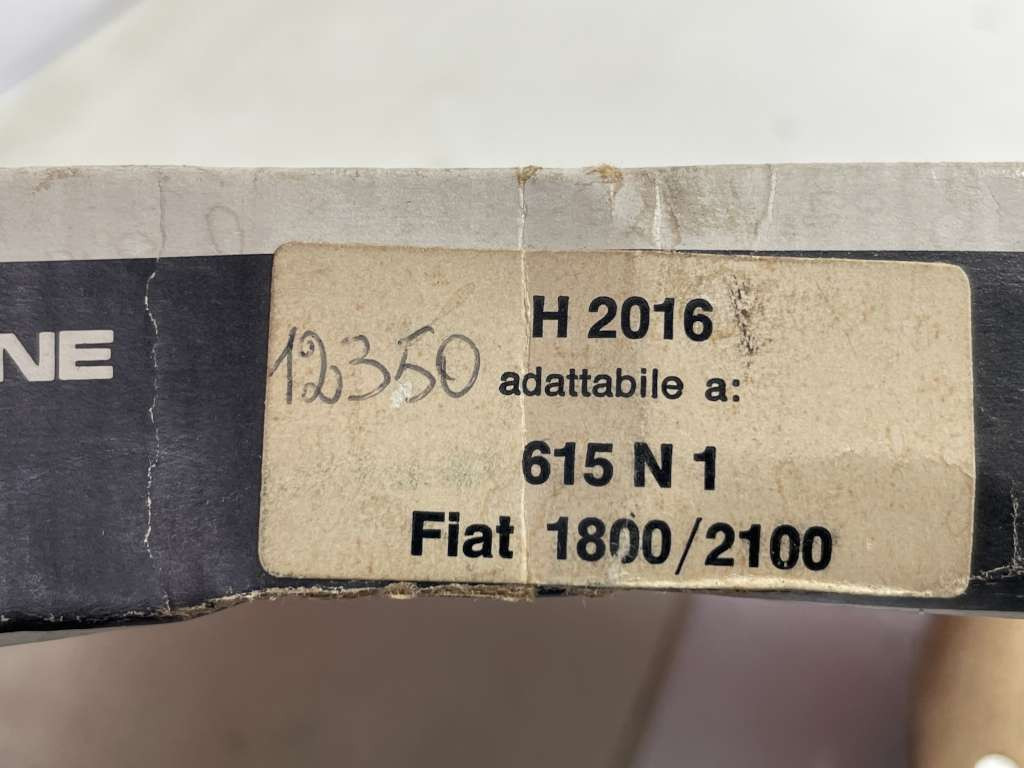 NE
H 2016
12350
adattabile a:
615 N 1
Fiat 1800/2100